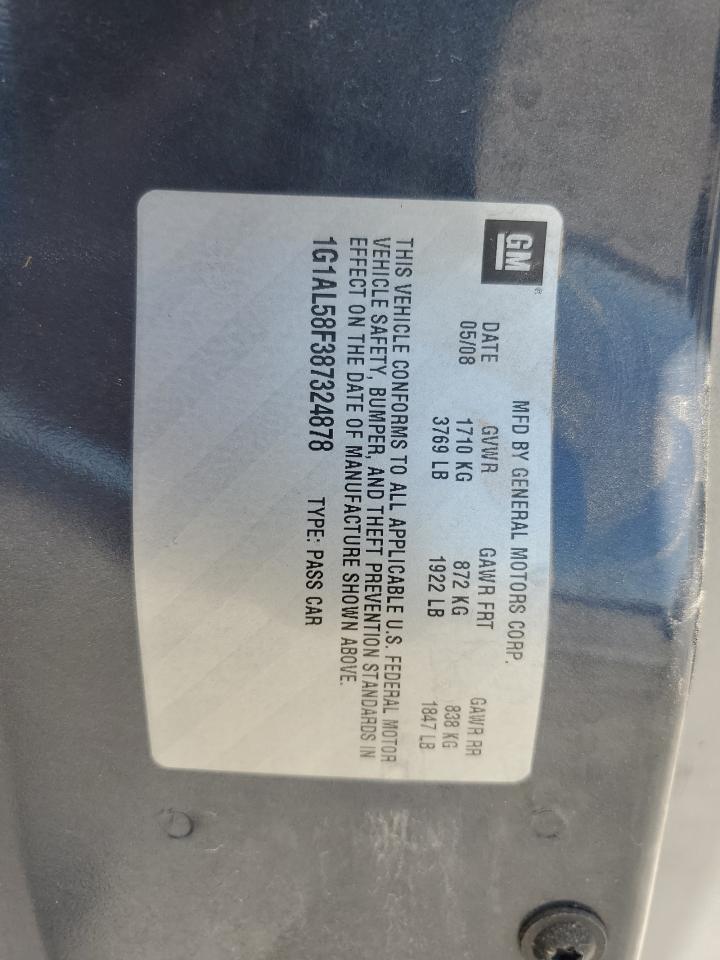 GM
MFD BY GENERAL MOTORS CORP.
DATE GVWR GAWR FRT GAWR RR
05/08 1710 KG 872 KG 838 KG
3769 LB 1922 LB 1847 LB
THIS VEHICLE CONFORMS TO ALL APPLICABLE U.S. FEDERAL MOTOR
VEHICLE SAFETY, BUMPER, AND THEFT PREVENTION STANDARDS IN
EFFECT ON THE DATE OF MANUFACTURE SHOWN ABOVE.
1G1AL58F387324878 TYPE: PASS CAR